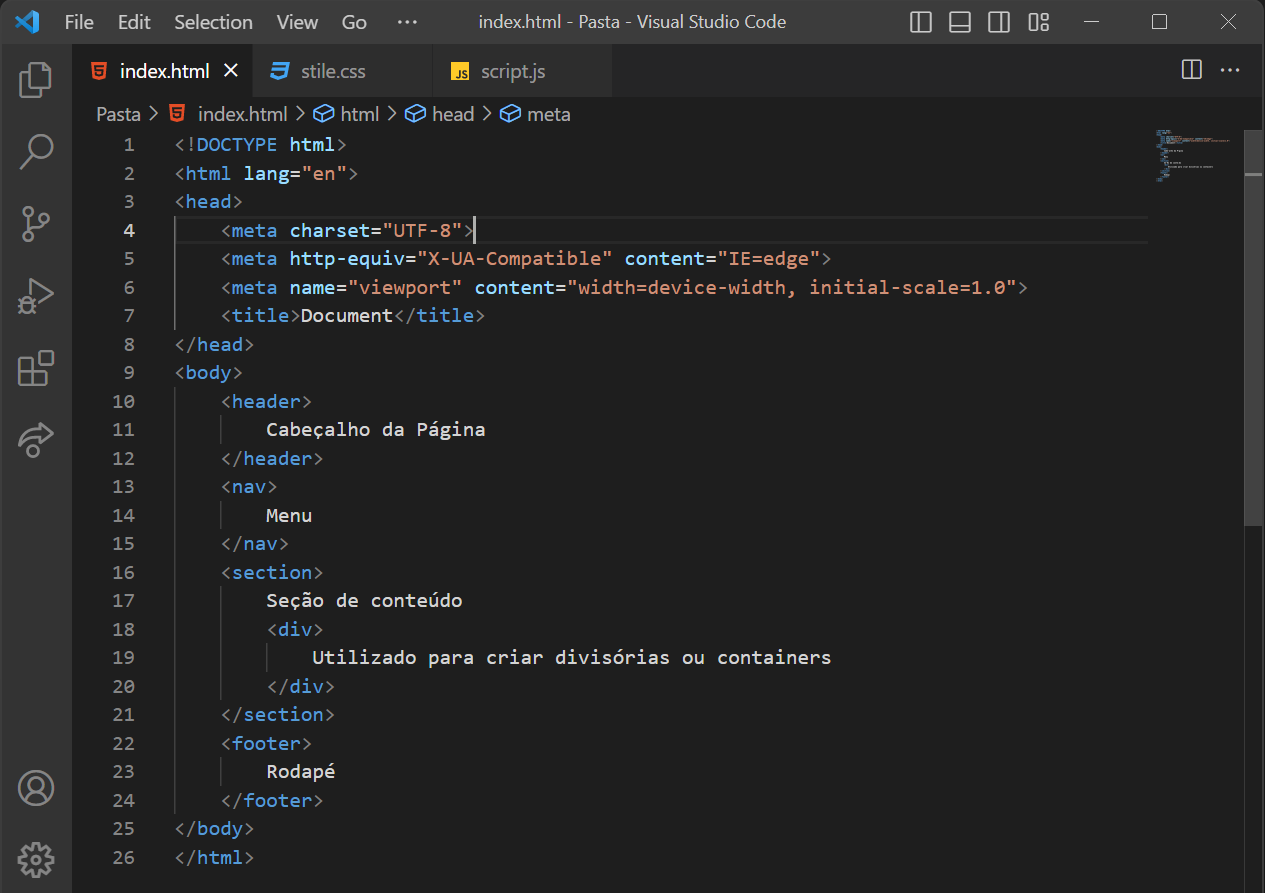 File Edit Selection View Go ··· index.html - Pasta - Visual Studio Code
index.html stile.css JS script.js
Pasta > index.html > html > head > meta
1 <!DOCTYPE html>
2 <html lang="en">
3 <head>
4 <meta charset="UTF-8">
5 <meta http-equiv="X-UA-Compatible" content="IE=edge">
6 <meta name="viewport" content="width=device-width, initial-scale=1.0">
7 <title>Document</title>
8 </head>
9 <body>
10 <header>
11 Cabeçalho da Página
12 </header>
13 <nav>
14 Menu
15 </nav>
16 <section>
17 Seção de conteúdo
18 <div>
19 Utilizado para criar divisórias ou containers
20 </div>
21 </section>
22 <footer>
23 Rodapé
24 </footer>
25 </body>
26 </html>